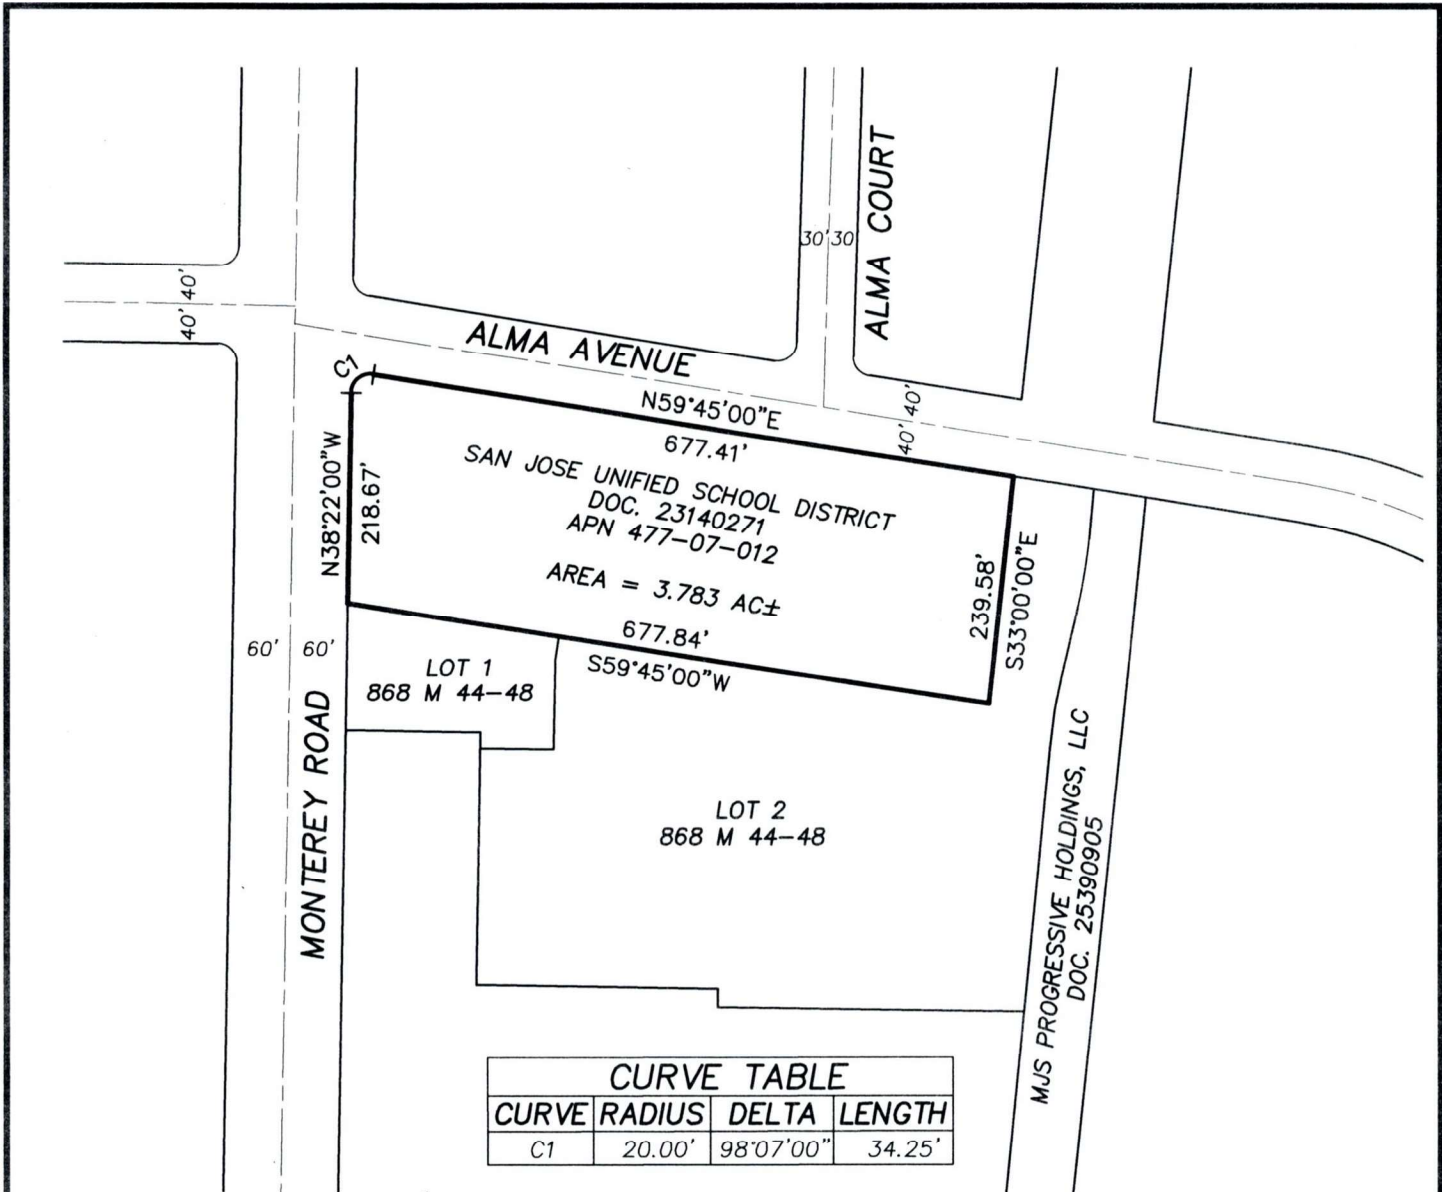 ALMA COURT
30' 30
40'
40'
ALMA AVENUE
C1
N59°45'00"E
677.41'
40'
40'
N38°22'00"W
218.67'
SAN JOSE UNIFIED SCHOOL DISTRICT
DOC. 23140271
APN 477-07-012
AREA = 3.783 AC±
239.58'
S33°00'00"E
677.84'
S59°45'00"W
60' 60'
LOT 1
868 M 44-48
MONTEREY ROAD
LOT 2
868 M 44-48
MJS PROGRESSIVE HOLDINGS, LLC
DOC. 25390905
CURVE TABLE
CURVE RADIUS DELTA LENGTH
C1 20.00' 98°07'00" 34.25'